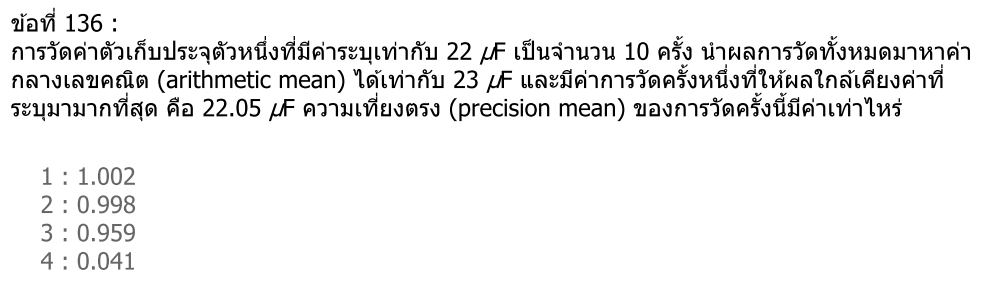 ข้อที่ 136 :
การวัดค่าตัวเก็บประจุตัวหนึ่งที่มีค่าระบุเท่ากับ 22 𝜇F เป็นจำนวน 10 ครั้ง นำผลการวัดทั้งหมดมาหาค่า
กลางเลขคณิต (arithmetic mean) ได้เท่ากับ 23 𝜇F และมีค่าการวัดครั้งหนึ่งที่ให้ผลใกล้เคียงค่าที่
ระบุมามากที่สุด คือ 22.05 𝜇F ความเที่ยงตรง (precision mean) ของการวัดครั้งนี้มีค่าเท่าไหร่
1 : 1.002
2 : 0.998
3 : 0.959
4 : 0.041